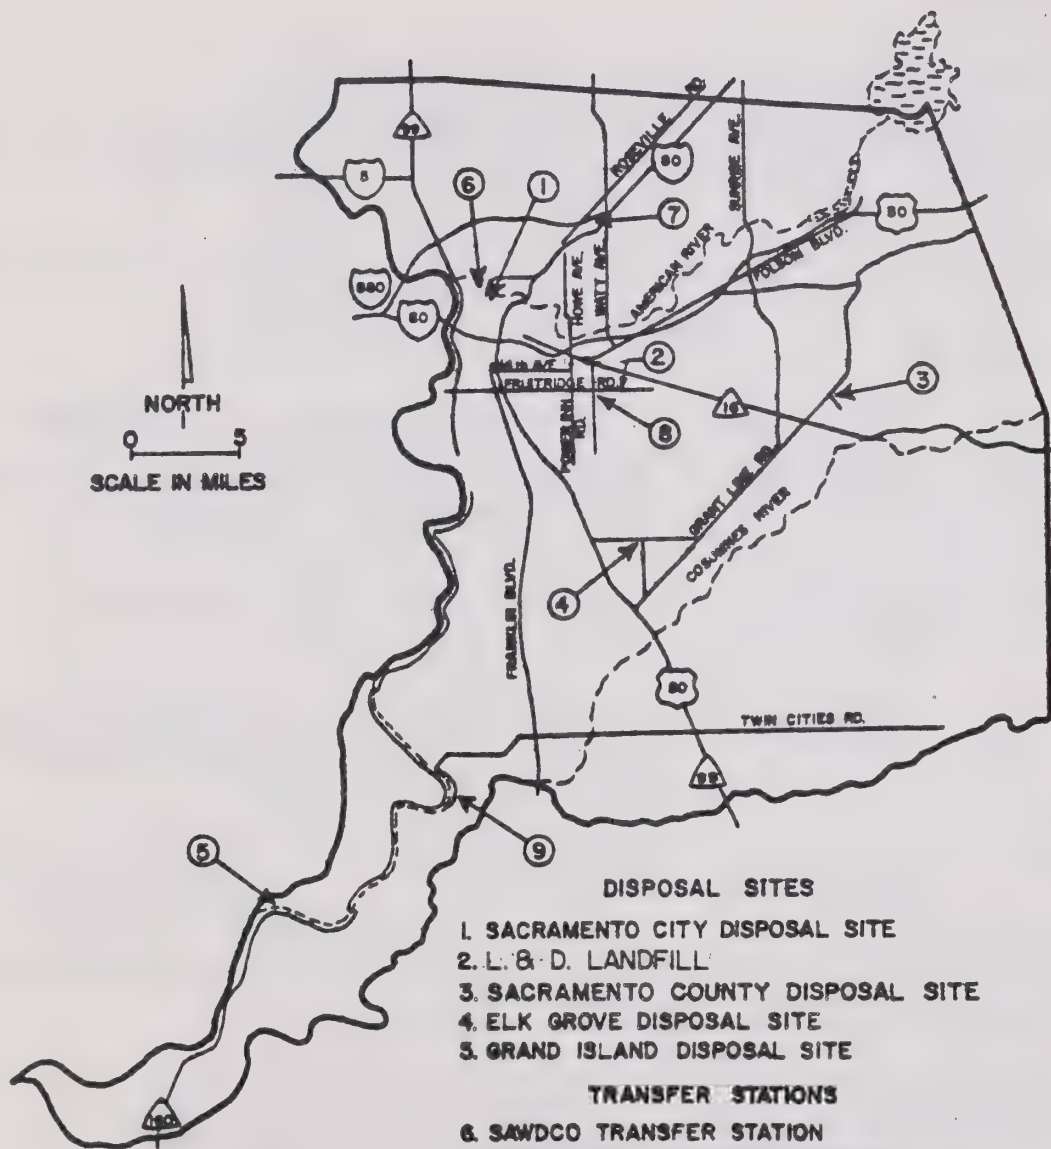 99
5
6
1
ROSEVILLE RD
80
7
SUNRISE AVE.
50
FOLSOM BLVD.
AMERICAN RIVER
HOWE AVE.
WATT AVE.
880
80
2
FRUITRIDGE RD.
3
16
8
POWER INN RD.
NORTH
0 5
SCALE IN MILES
GRANT LINE RD.
COSUMNES RIVER
4
FRANKLIN BLVD.
50
TWIN CITIES RD.
99
9
5
160
DISPOSAL SITES
1. SACRAMENTO CITY DISPOSAL SITE
2. L. & D. LANDFILL
3. SACRAMENTO COUNTY DISPOSAL SITE
4. ELK GROVE DISPOSAL SITE
5. GRAND ISLAND DISPOSAL SITE
TRANSFER STATIONS
6. SAWDCO TRANSFER STATION